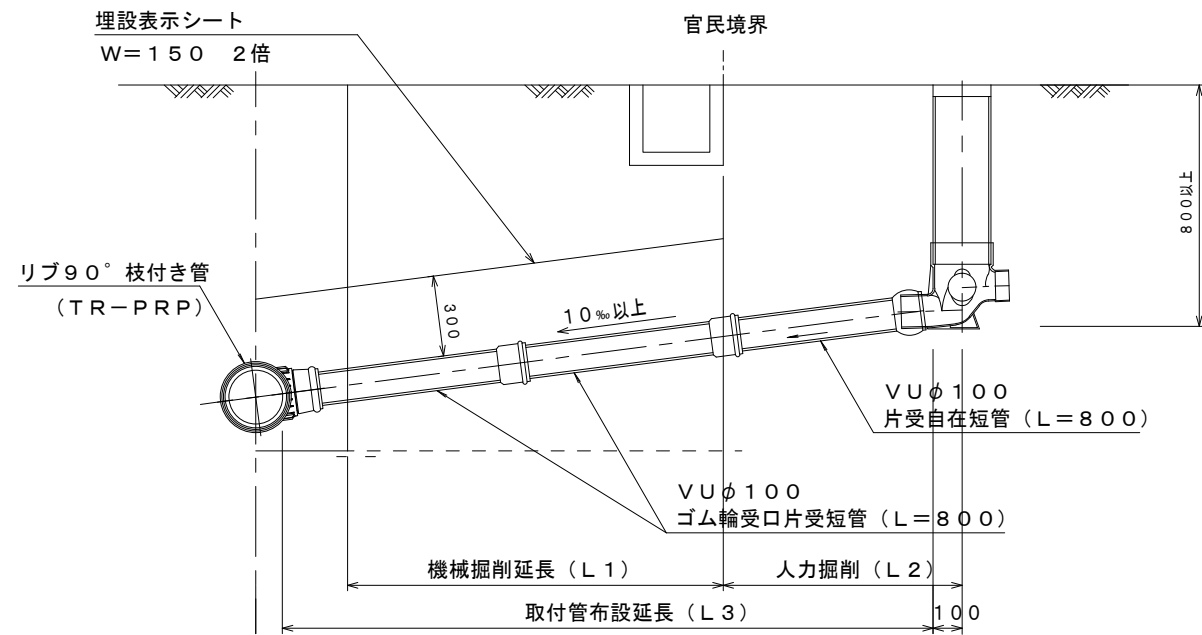 埋設表示シート
W=150 2倍
官民境界
800以上
リブ90°枝付き管
(TR-PRP)
300
10‰以上
VUφ100
片受自在短管(L=800)
VUφ100
ゴム輪受口片受短管(L=800)
機械掘削延長(L1)
人力掘削(L2)
取付管布設延長(L3)
100